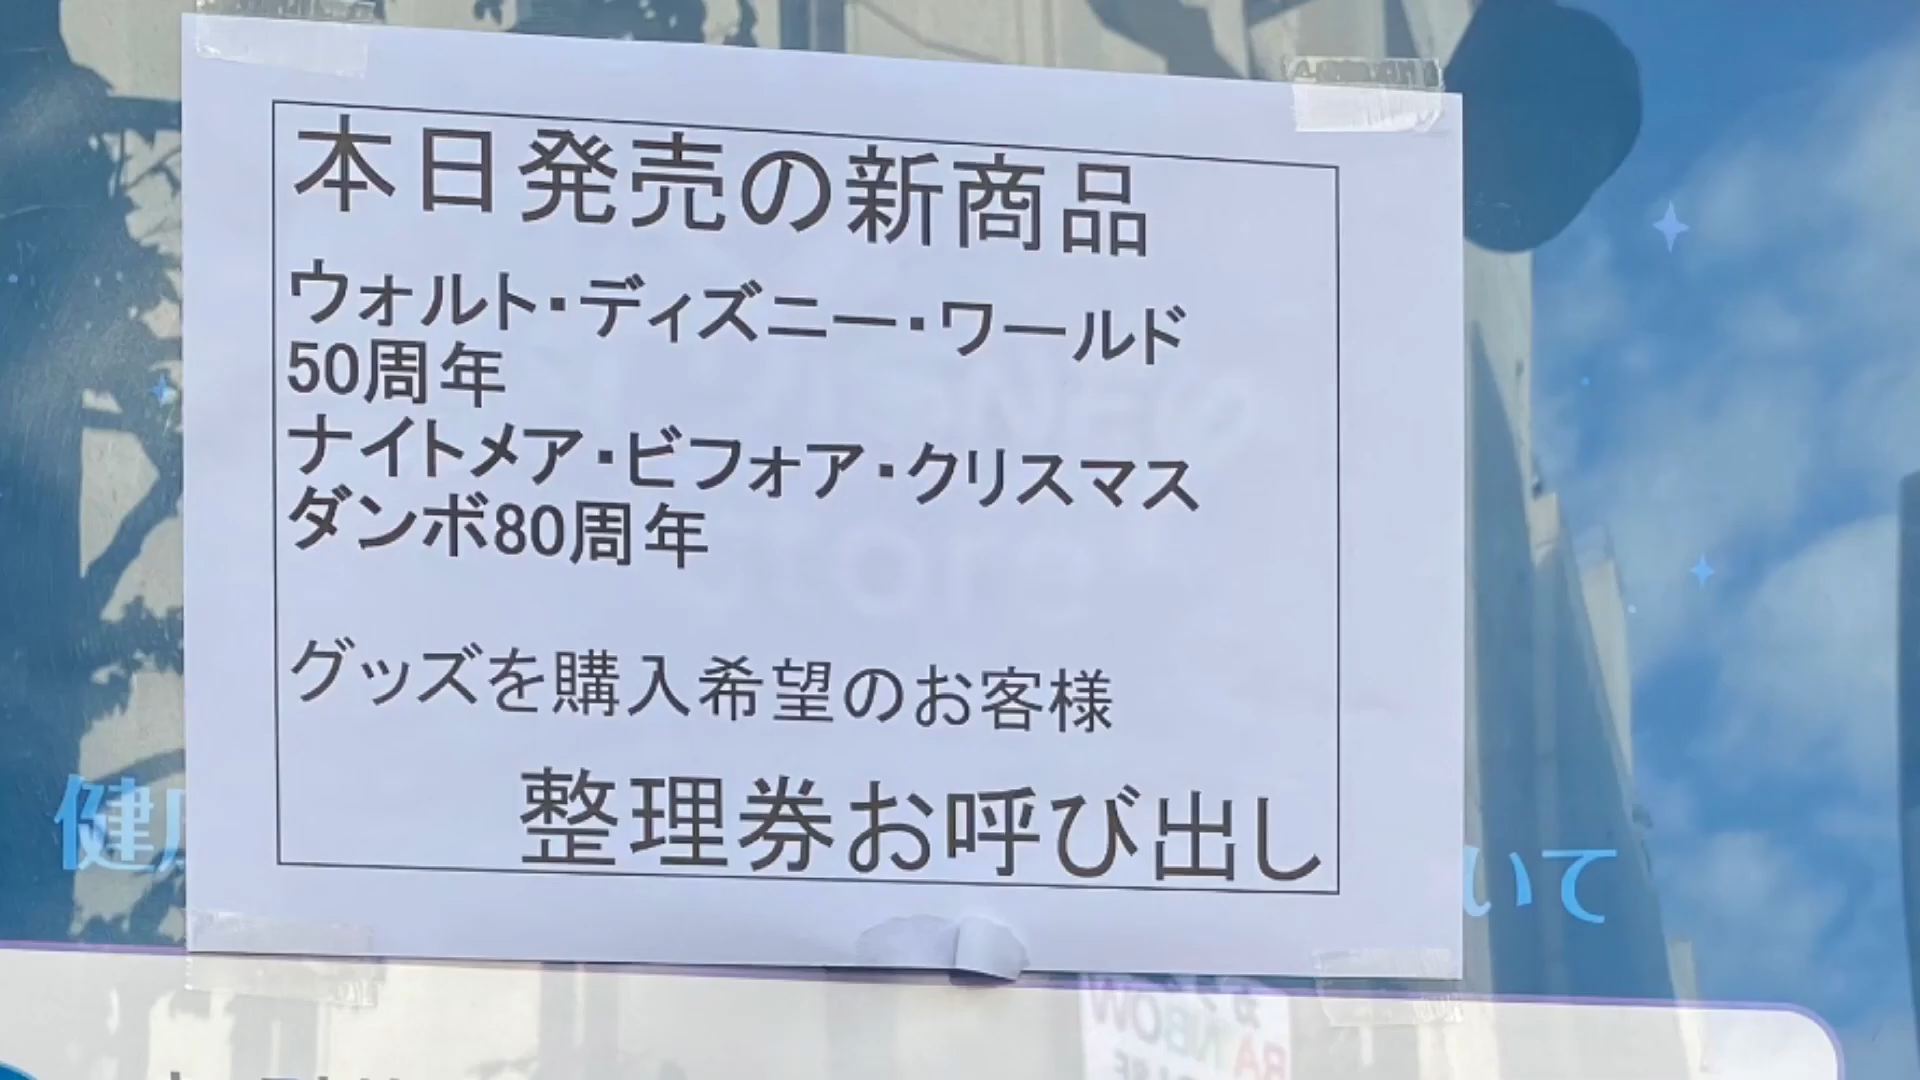 本日発売の新商品
ウォルト・ディズニー・ワールド
50周年
ナイトメア・ビフォア・クリスマス
ダンボ80周年
グッズを購入希望のお客様
整理券お呼び出し
健
いて